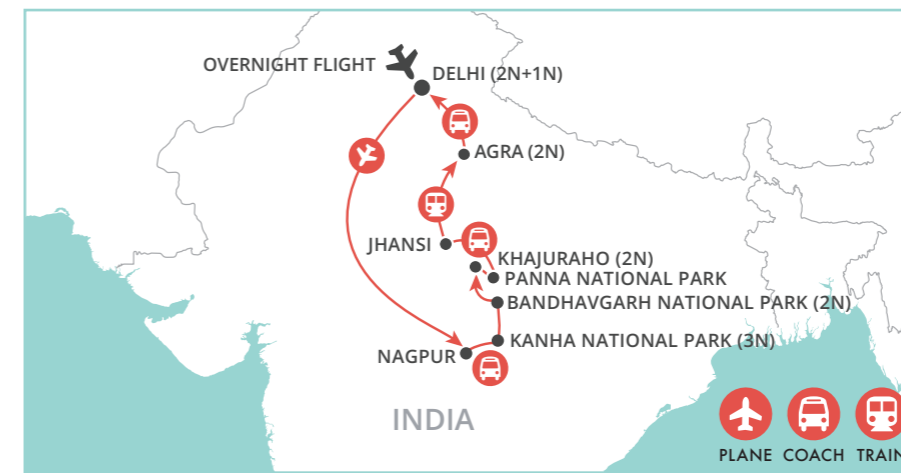 OVERNIGHT FLIGHT
DELHI (2N+1N)
AGRA (2N)
JHANSI
KHAJURAHO (2N)
PANNA NATIONAL PARK
BANDHAVGARH NATIONAL PARK (2N)
KANHA NATIONAL PARK (3N)
NAGPUR
INDIA
PLANE COACH TRAIN